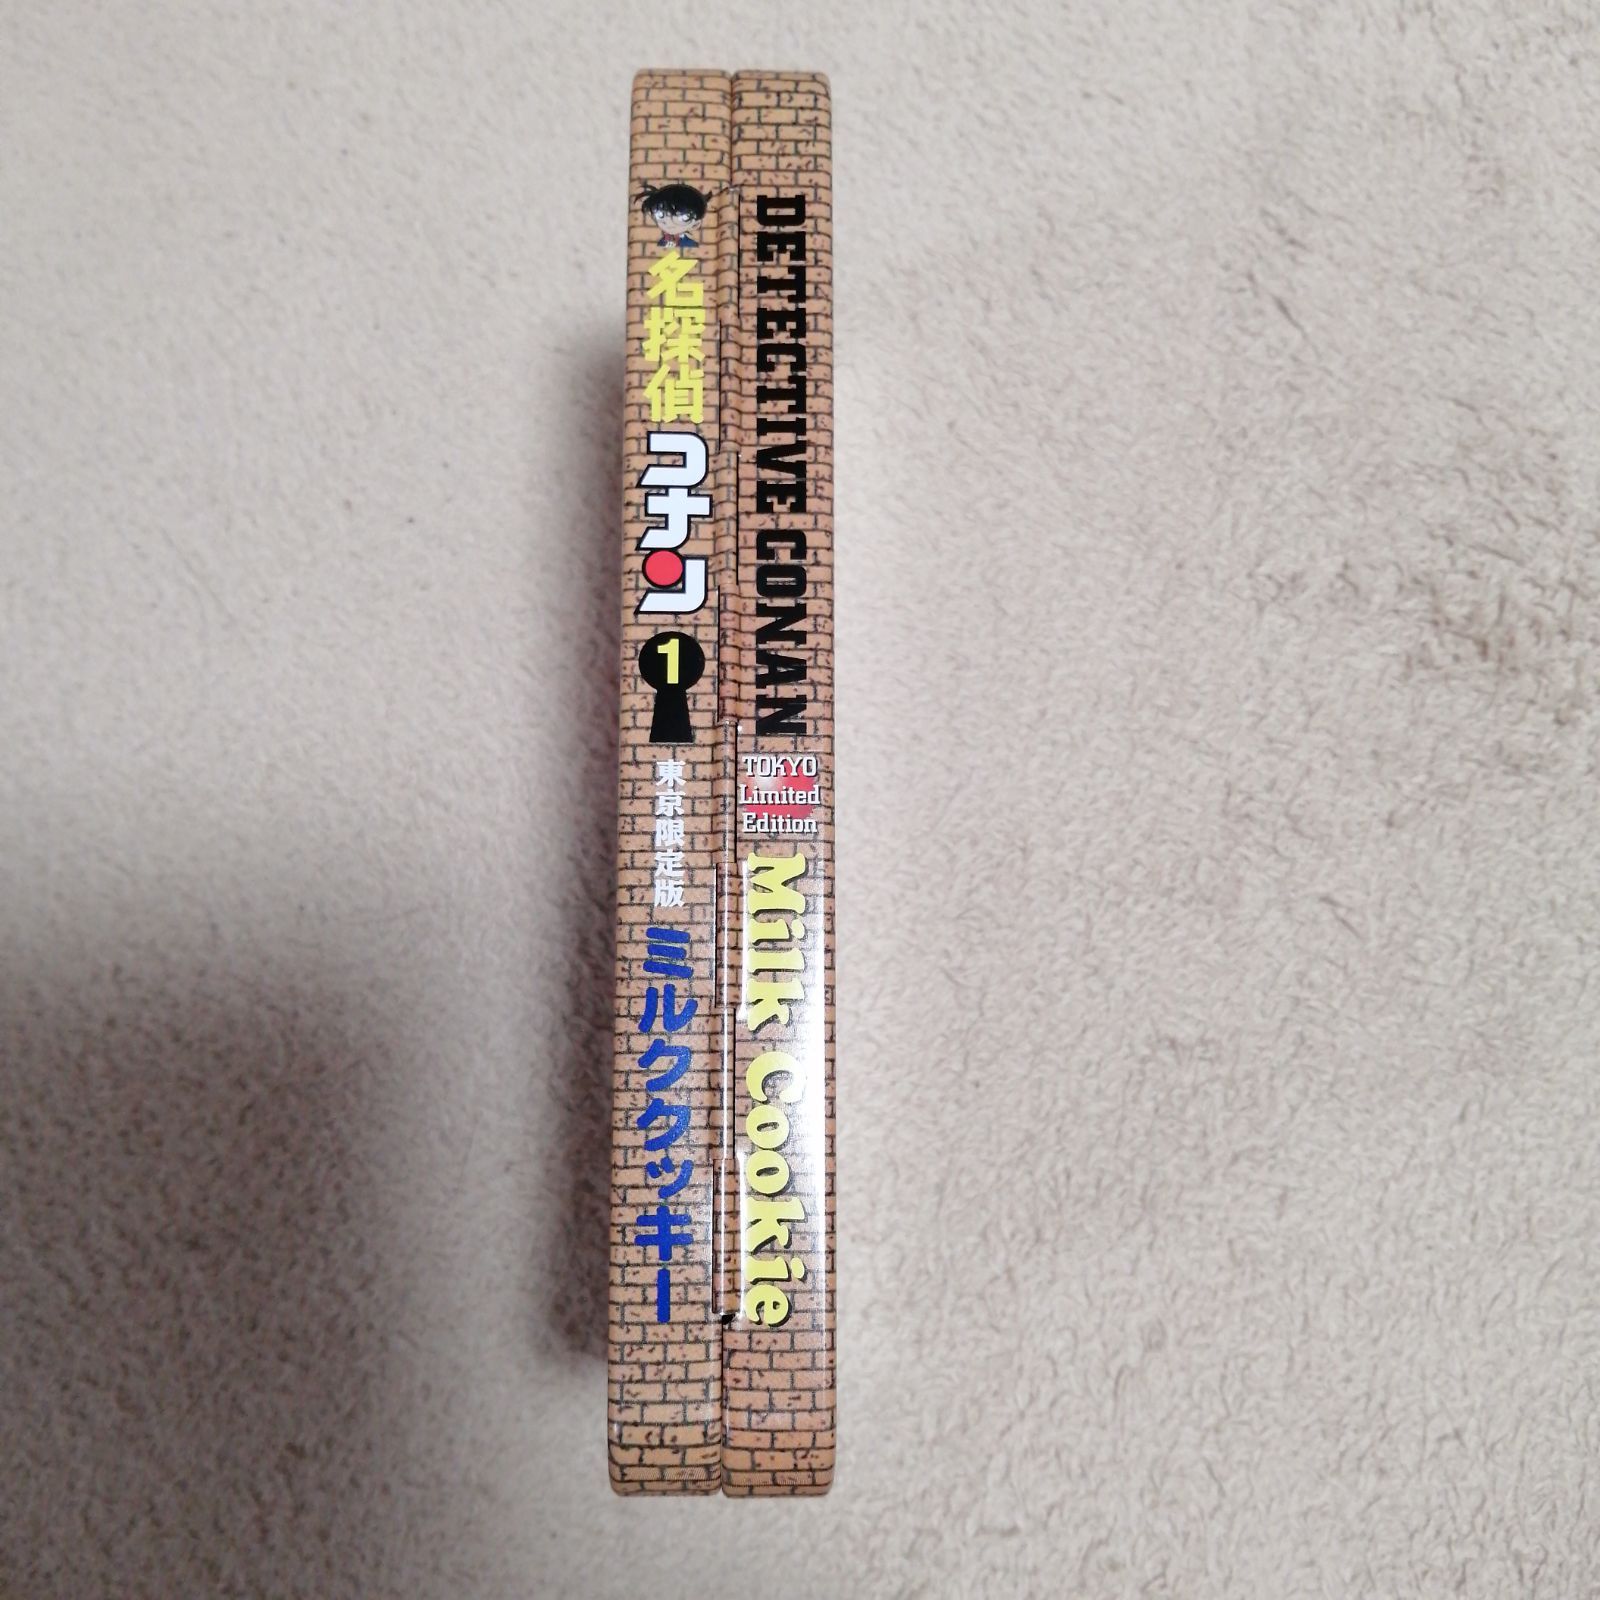 名探偵
コナン
1
東京限定版
ミルククッキー
DETECTIVE CONAN
TOKYO
Limited
Edition
Milk Cookie